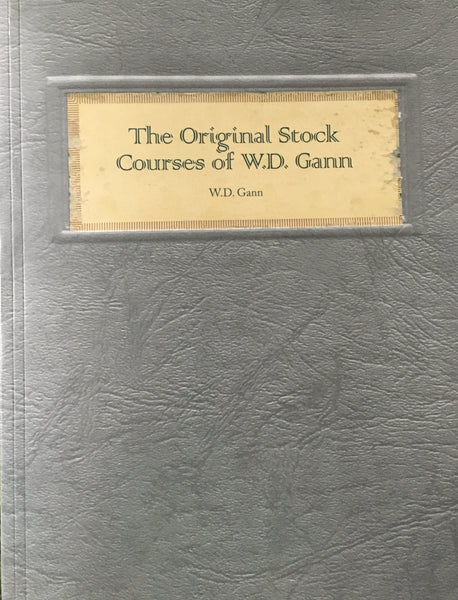 The Original Stock
Courses of W.D. Gann
W.D. Gann